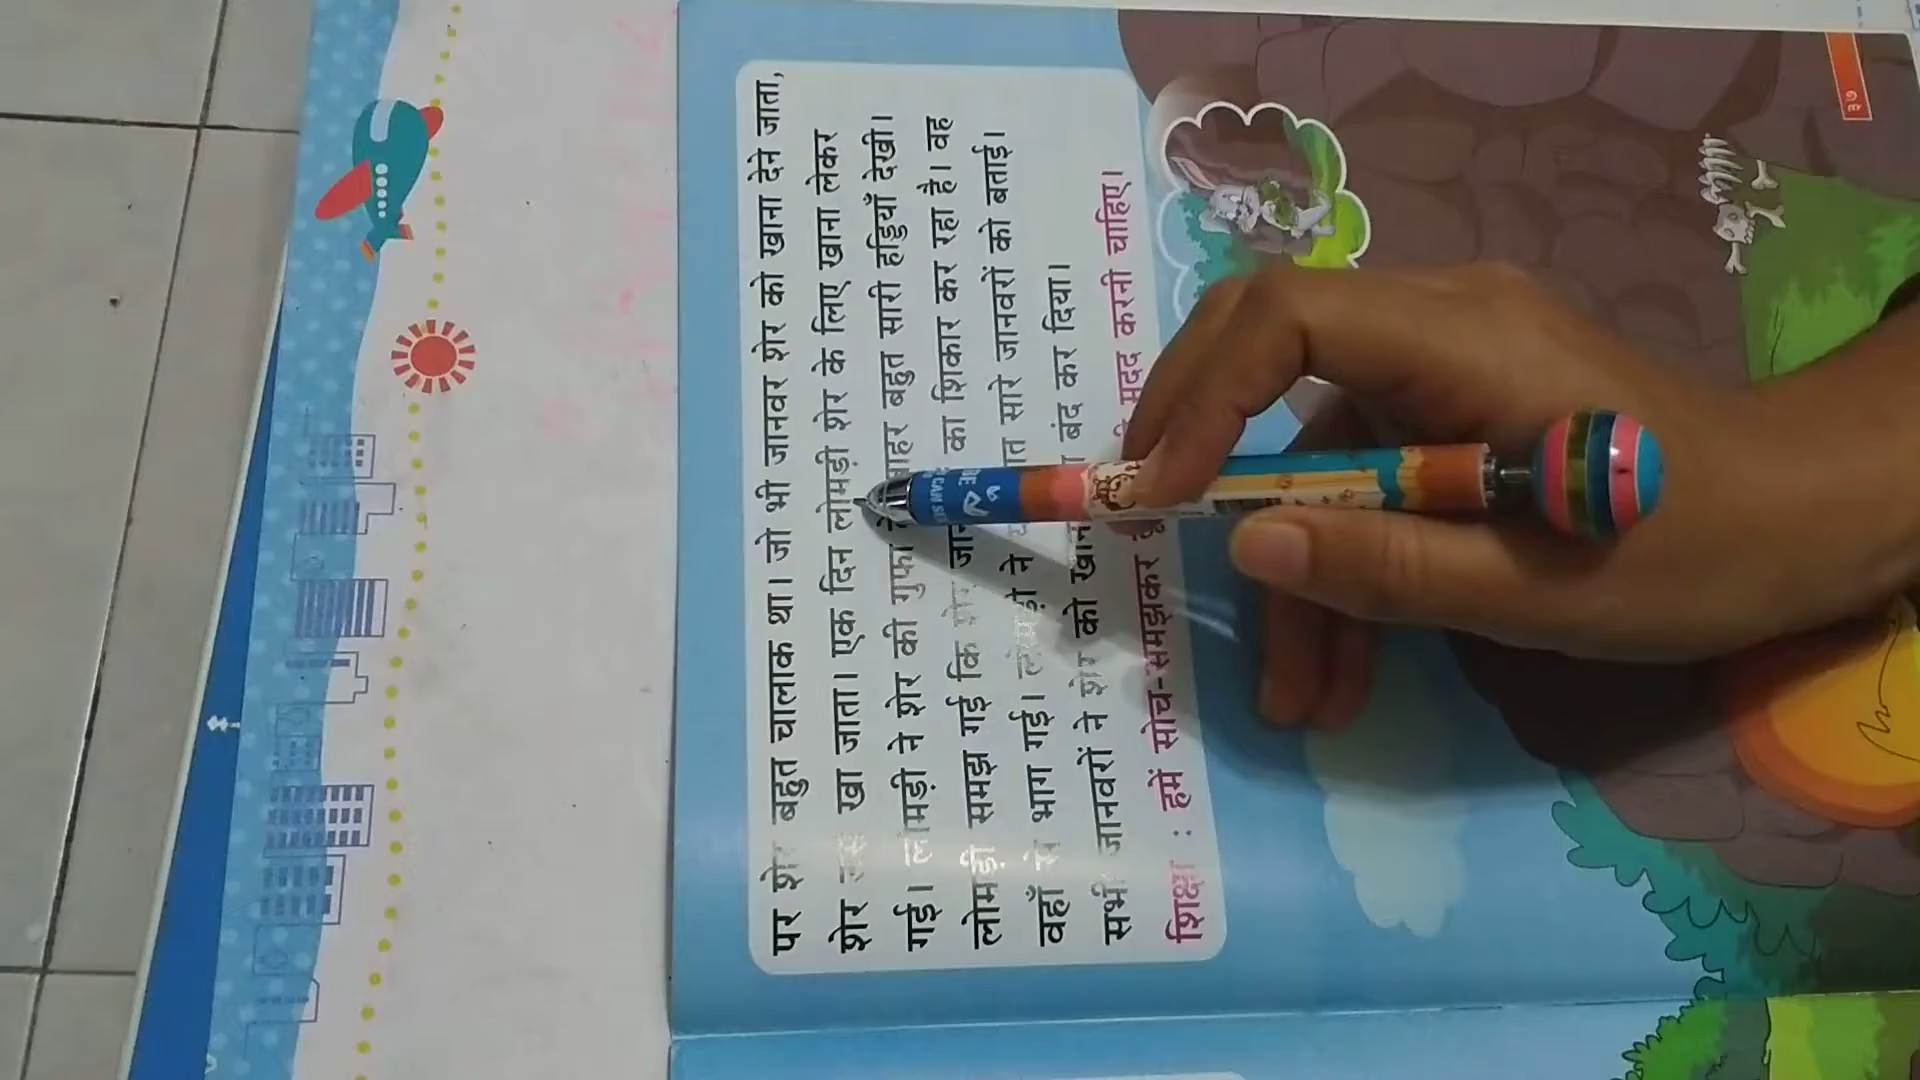 पर शेर बहुत चालाक था। जो भी जानवर शेर को खाना देने जाता,
शेर खा जाता। एक दिन लोमड़ी शेर के लिए खाना लेकर
गई। लोमड़ी ने शेर की गुफा बाहर बहुत सारी हड्डियाँ देखी।
लोमड़ी समझ गई कि शेर का शिकार कर रहा है। वह
वहाँ से भाग गई। लोमड़ी ने सारे जानवरों को बताई।
सभी जानवरों ने शेर को खाना बंद कर दिया।
शिक्षा : हमें सोच-समझकर मदद करनी चाहिए।
१३